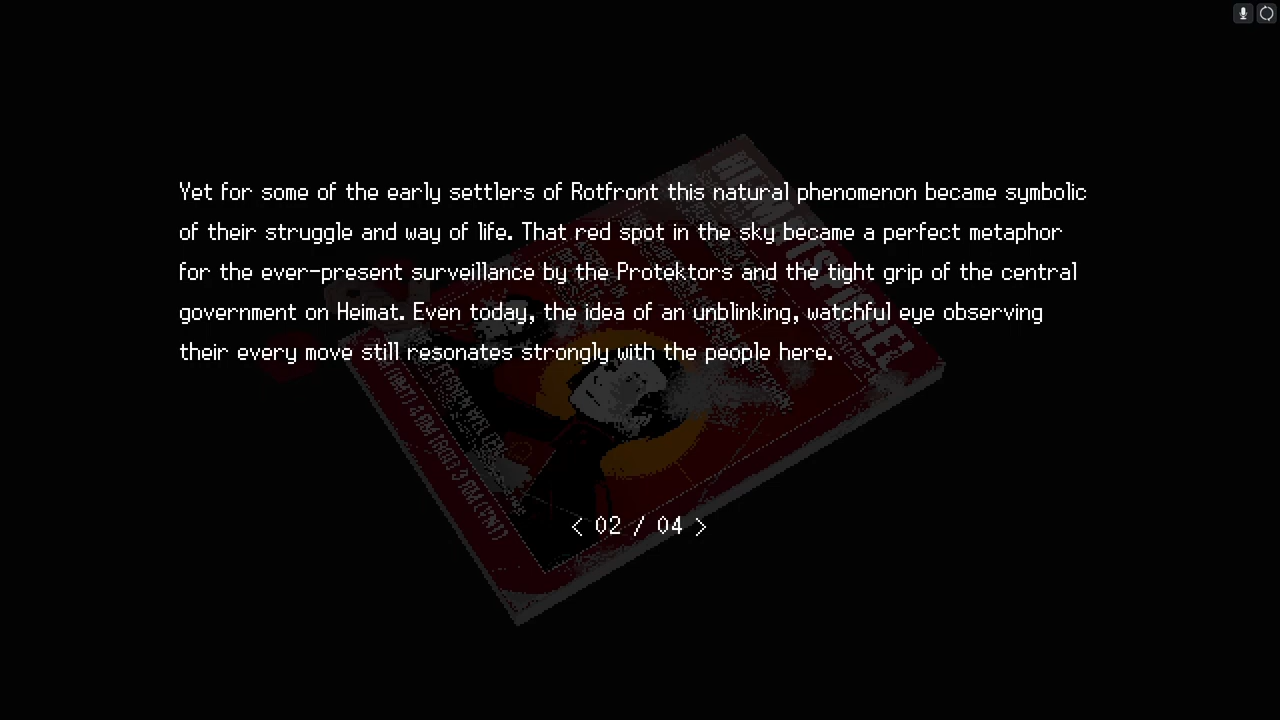 Yet for some of the early settlers of Rotfront this natural phenomenon became symbolic
of their struggle and way of life. That red spot in the sky became a perfect metaphor
for the ever-present surveillance by the Protektors and the tight grip of the central
government on Heimat. Even today, the idea of an unblinking, watchful eye observing
their every move still resonates strongly with the people here.
< 02 / 04 >